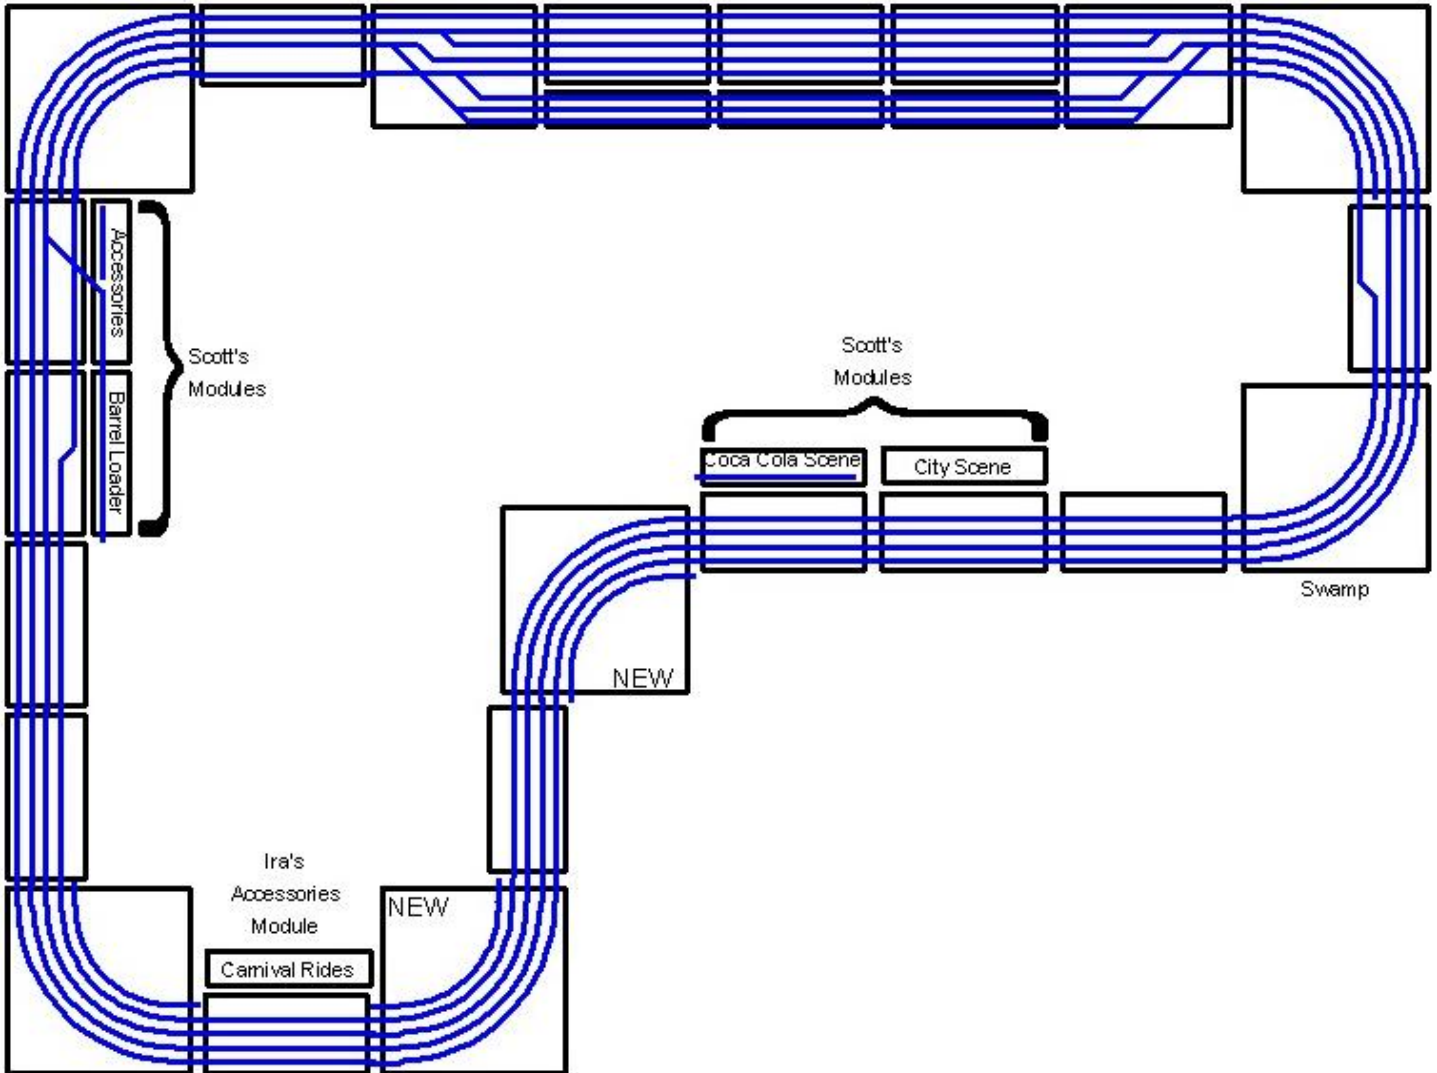 Accessories
Barrel Loader
Scott's
Modules
Scott's
Modules
Coca Cola Scene
City Scene
Swamp
NEW
Ira's
Accessories
Module
NEW
Carnival Rides